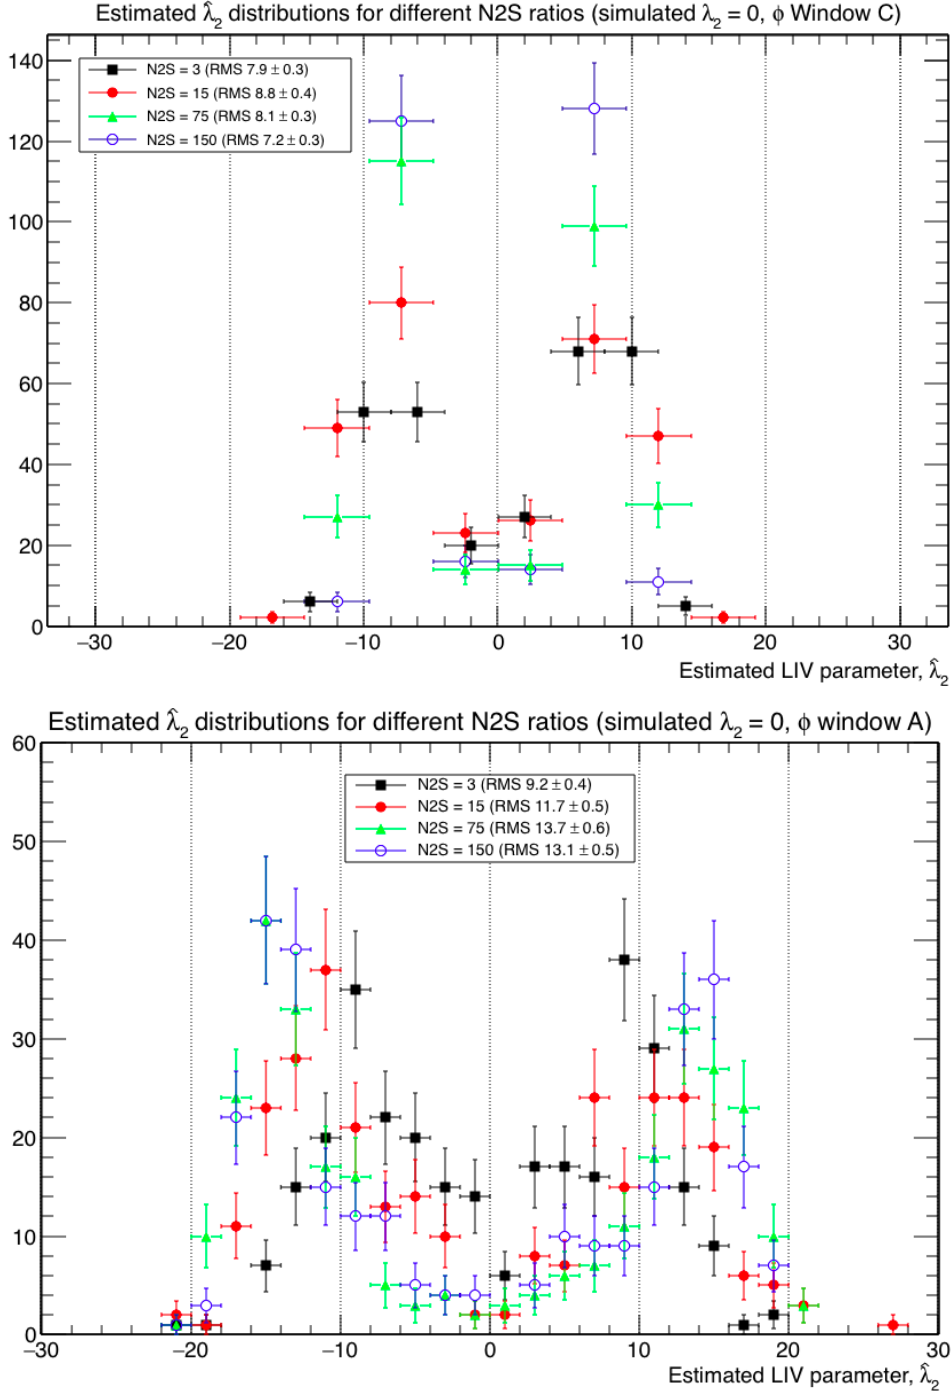 Estimated λ̂₂ distributions for different N2S ratios (simulated λ₂ = 0, ϕ Window C)
140
120
100
80
60
40
20
0
N2S = 3 (RMS 7.9 ± 0.3)
N2S = 15 (RMS 8.8 ± 0.4)
N2S = 75 (RMS 8.1 ± 0.3)
N2S = 150 (RMS 7.2 ± 0.3)
−30 −20 −10 0 10 20 30
Estimated LIV parameter, λ̂₂
Estimated λ̂₂ distributions for different N2S ratios (simulated λ₂ = 0, ϕ window A)
60
50
40
30
20
10
0
N2S = 3 (RMS 9.2 ± 0.4)
N2S = 15 (RMS 11.7 ± 0.5)
N2S = 75 (RMS 13.7 ± 0.6)
N2S = 150 (RMS 13.1 ± 0.5)
−30 −20 −10 0 10 20 30
Estimated LIV parameter, λ̂₂